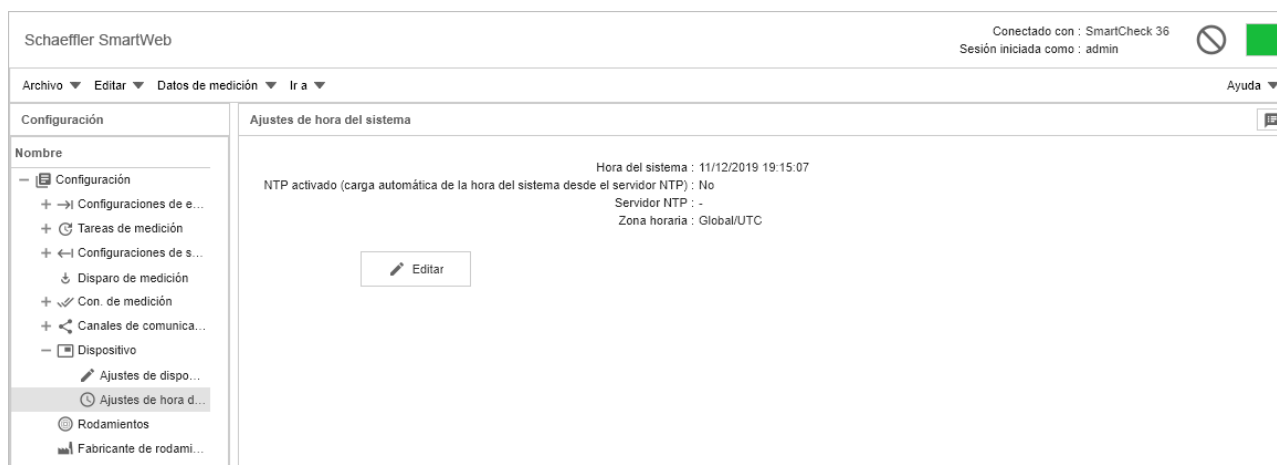 Schaeffler SmartWeb
Conectado con : SmartCheck 36
Sesión iniciada como : admin
Archivo Editar Datos de medición Ir a Ayuda
Configuración
Ajustes de hora del sistema
Nombre
Configuración
Configuraciones de e...
Tareas de medición
Configuraciones de s...
Disparo de medición
Con. de medición
Canales de comunica...
Dispositivo
Ajustes de dispo...
Ajustes de hora d...
Rodamientos
Fabricante de rodami...
Hora del sistema : 11/12/2019 19:15:07
NTP activado (carga automática de la hora del sistema desde el servidor NTP) : No
Servidor NTP : -
Zona horaria : Global/UTC
Editar